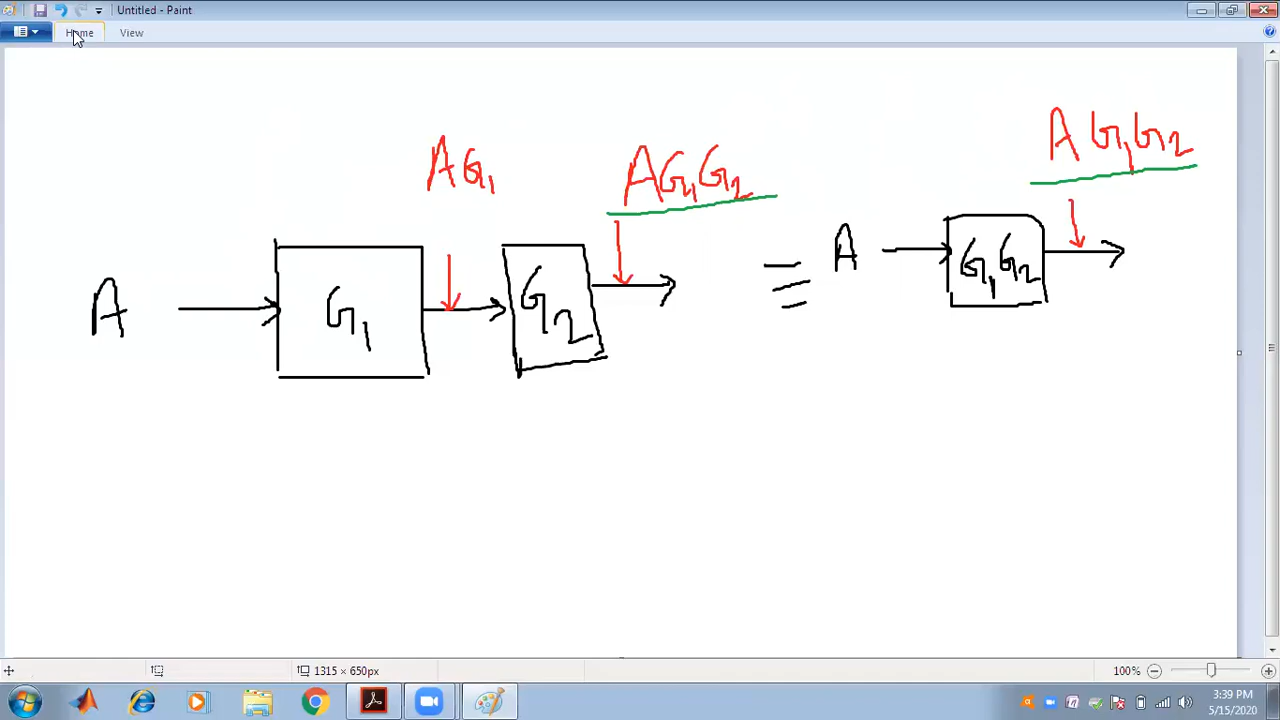 Untitled - Paint
Home View
AG₁
AG₁G₂
AG₁G₂
A
G₁
G₂
A
G₁G₂
1315 × 650px
100%
3:39 PM
5/15/2020